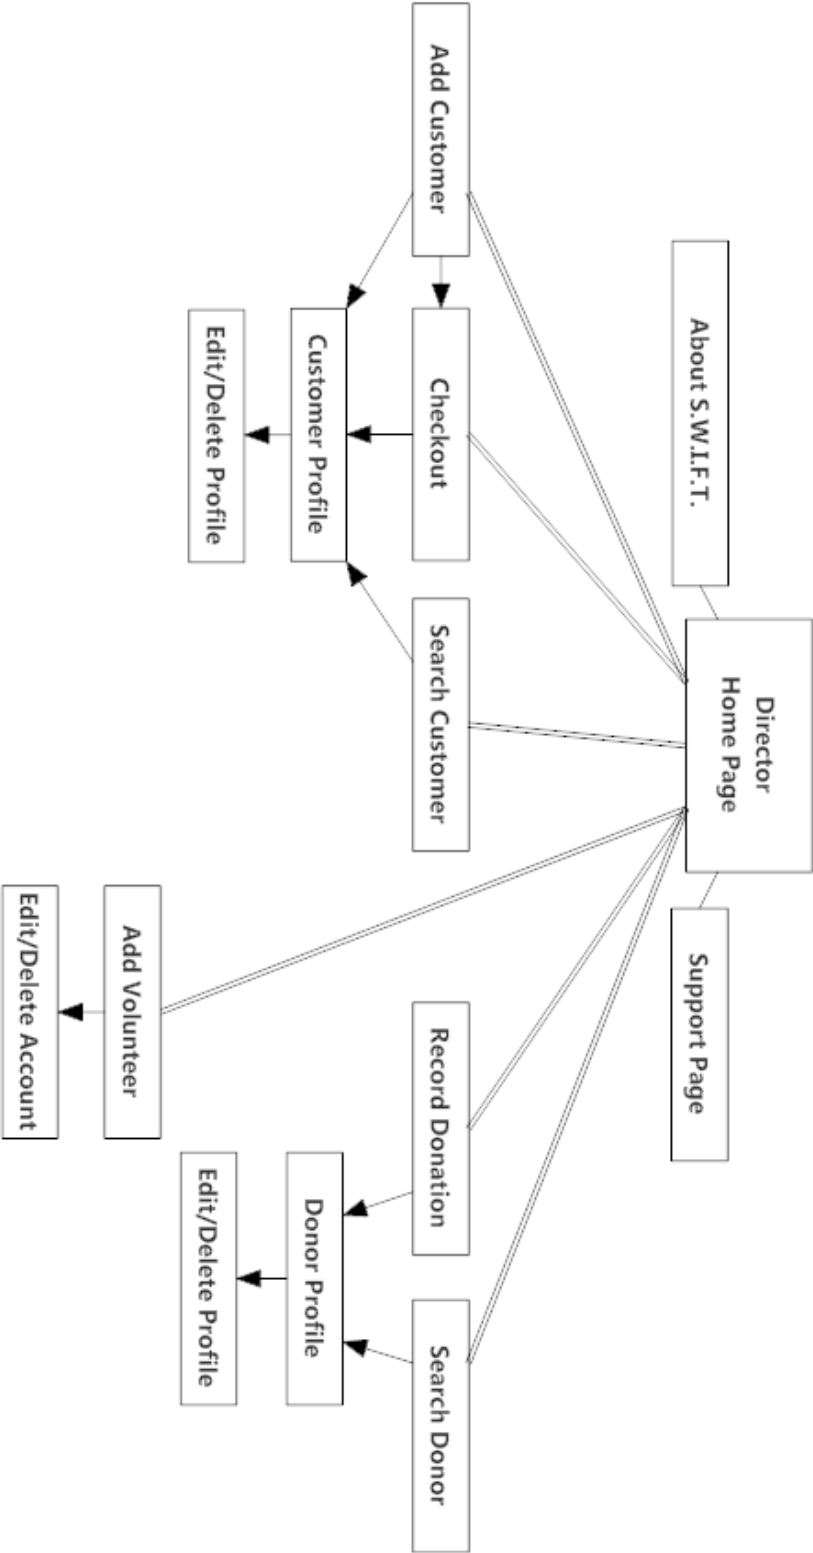 Director
Home Page
About S.W.I.F.T.
Support Page
Add Customer
Checkout
Search Customer
Record Donation
Search Donor
Customer Profile
Donor Profile
Edit/Delete Profile
Edit/Delete Profile
Add Volunteer
Edit/Delete Account